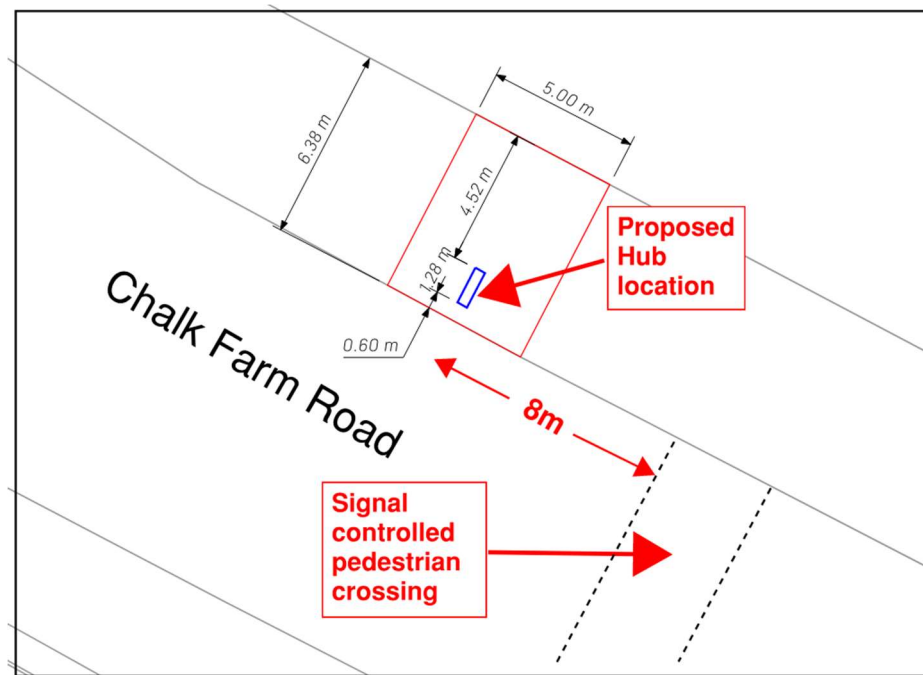 5.00 m
6.38 m
4.52 m
Proposed
Hub
location
1.28 m
0.60 m
Chalk Farm Road
8m
Signal
controlled
pedestrian
crossing